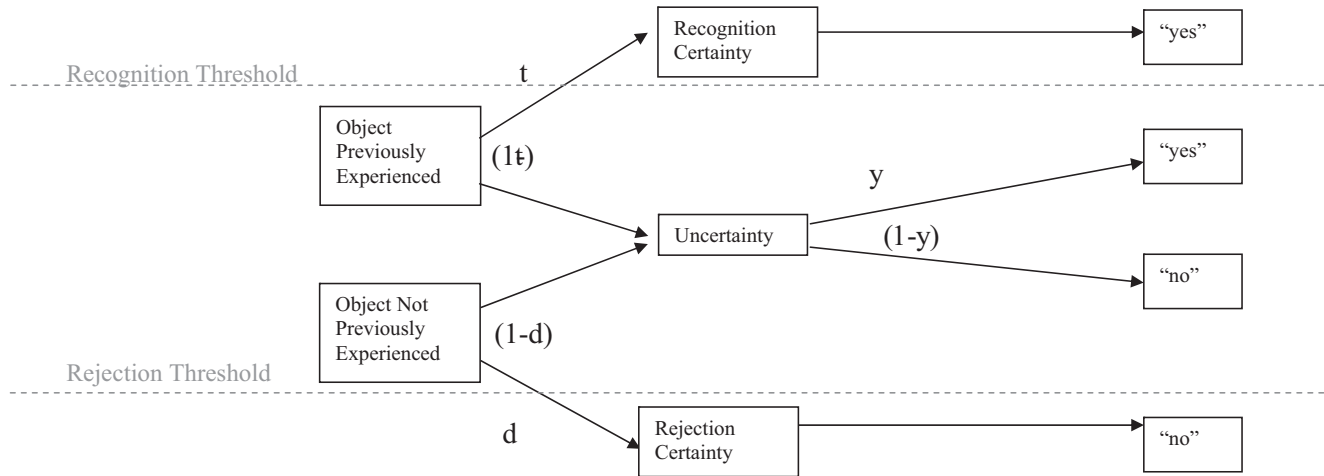 Recognition
Certainty
“yes”
Recognition Threshold
t
Object
Previously
Experienced
(1-t)
“yes”
y
Uncertainty
(1-y)
“no”
Object Not
Previously
Experienced
(1-d)
Rejection Threshold
d
Rejection
Certainty
“no”